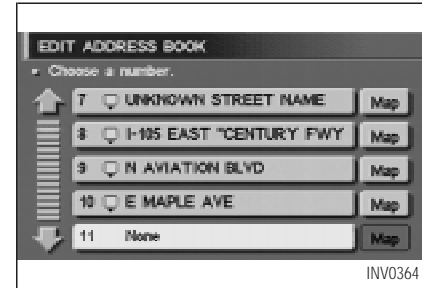 EDIT ADDRESS BOOK
Choose a number.
7 UNKNOWN STREET NAME Map
8 I-105 EAST "CENTURY FWY Map
9 N AVIATION BLVD Map
10 E MAPLE AVE Map
11 None Map
INV0364